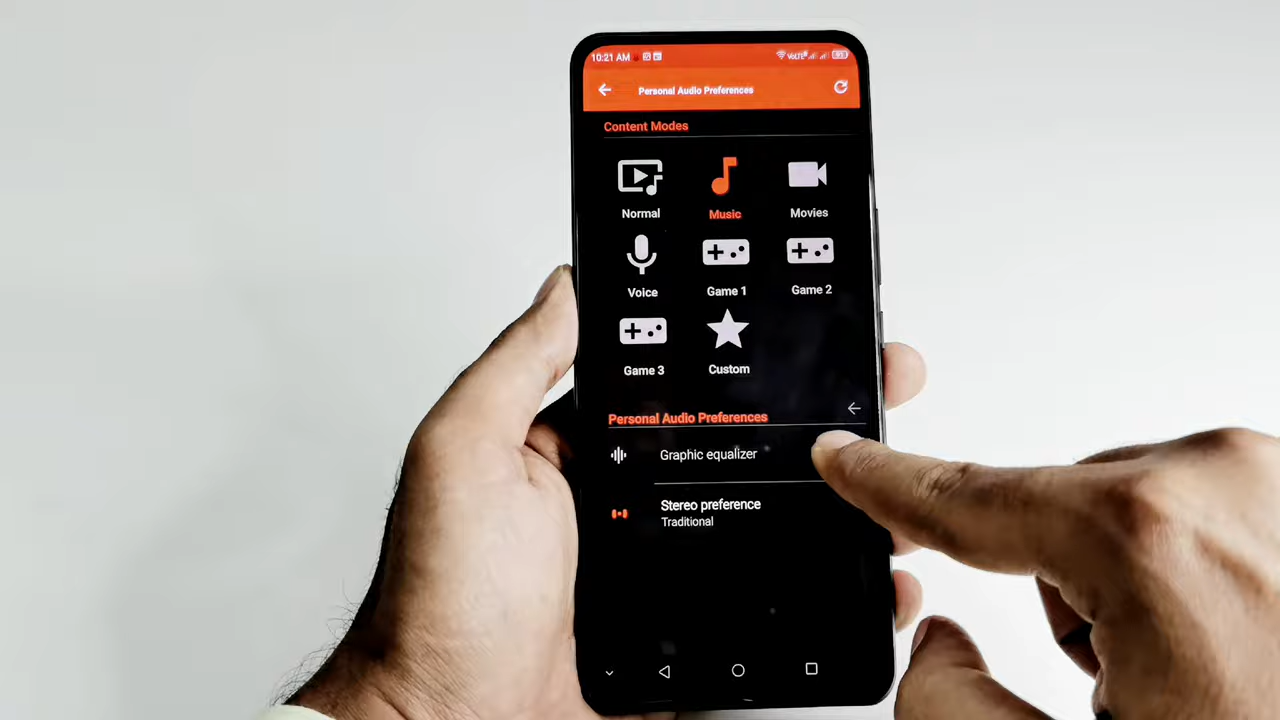 10:21 AM
VoLTE
Personal Audio Preferences
Content Modes
Normal
Music
Movies
Voice
Game 1
Game 2
Game 3
Custom
Personal Audio Preferences
Graphic equalizer
Stereo preference
Traditional